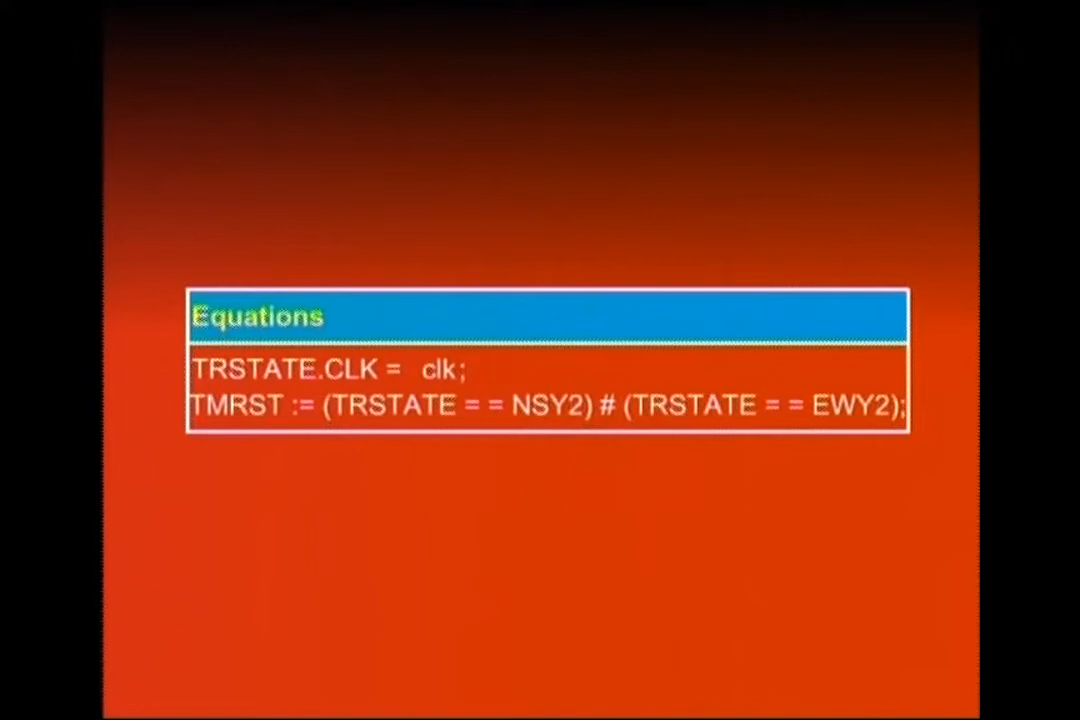 Equations
TRSTATE.CLK = clk;
TMRST := (TRSTATE = = NSY2) # (TRSTATE = = EWY2);